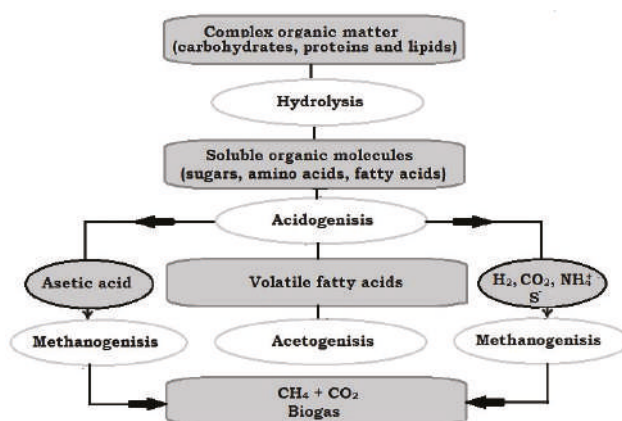 Complex organic matter
(carbohydrates, proteins and lipids)
Hydrolysis
Soluble organic molecules
(sugars, amino acids, fatty acids)
Acidogenisis
Asetic acid
Volatile fatty acids
H₂, CO₂, NH₄⁺
S⁻
Methanogenisis
Acetogenisis
Methanogenisis
CH₄ + CO₂
Biogas